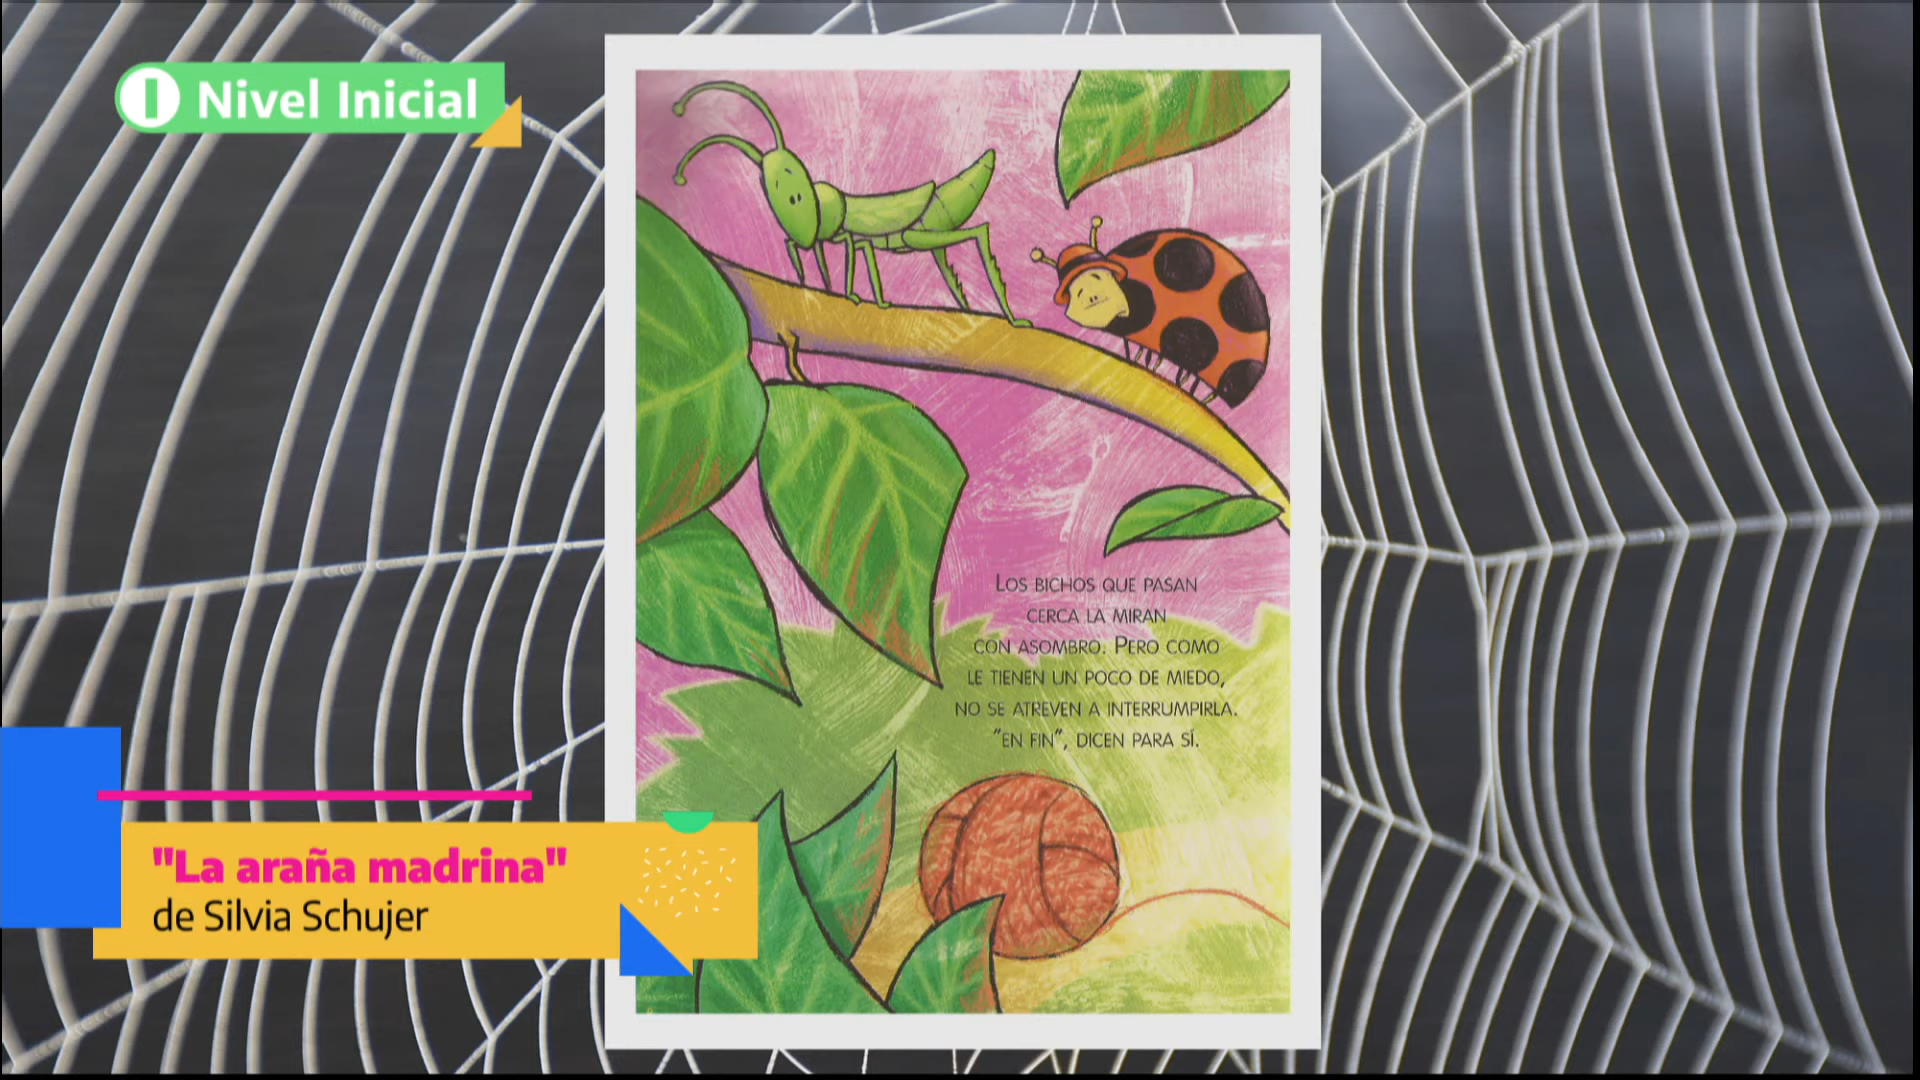 Nivel Inicial
LOS BICHOS QUE PASAN
CERCA LA MIRAN
CON ASOMBRO. PERO COMO
LE TIENEN UN POCO DE MIEDO,
NO SE ATREVEN A INTERRUMPIRLA.
"EN FIN", DICEN PARA SÍ.
"La araña madrina"
de Silvia Schujer